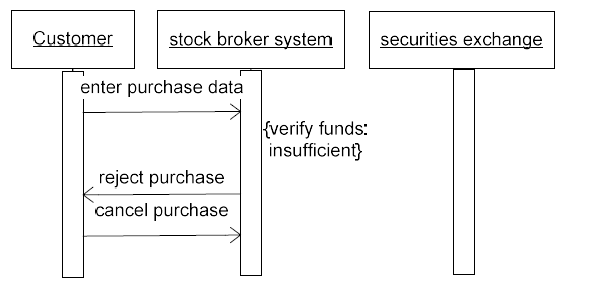 Customer
stock broker system
securities exchange
enter purchase data
{verify funds:
insufficient}
reject purchase
cancel purchase